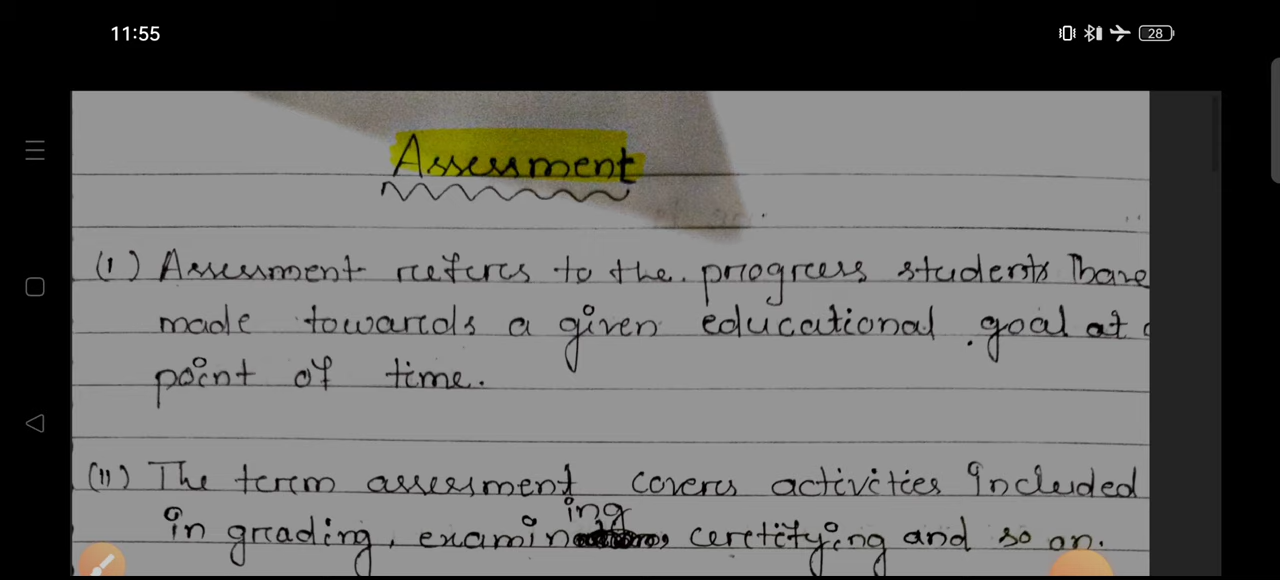 11:55
28
Assessment
(I) Assessment refers to the progress students have
made towards a given educational goal at
point of time.
(II) The term assessment covers activities included
in grading, examining, certifying and so on.